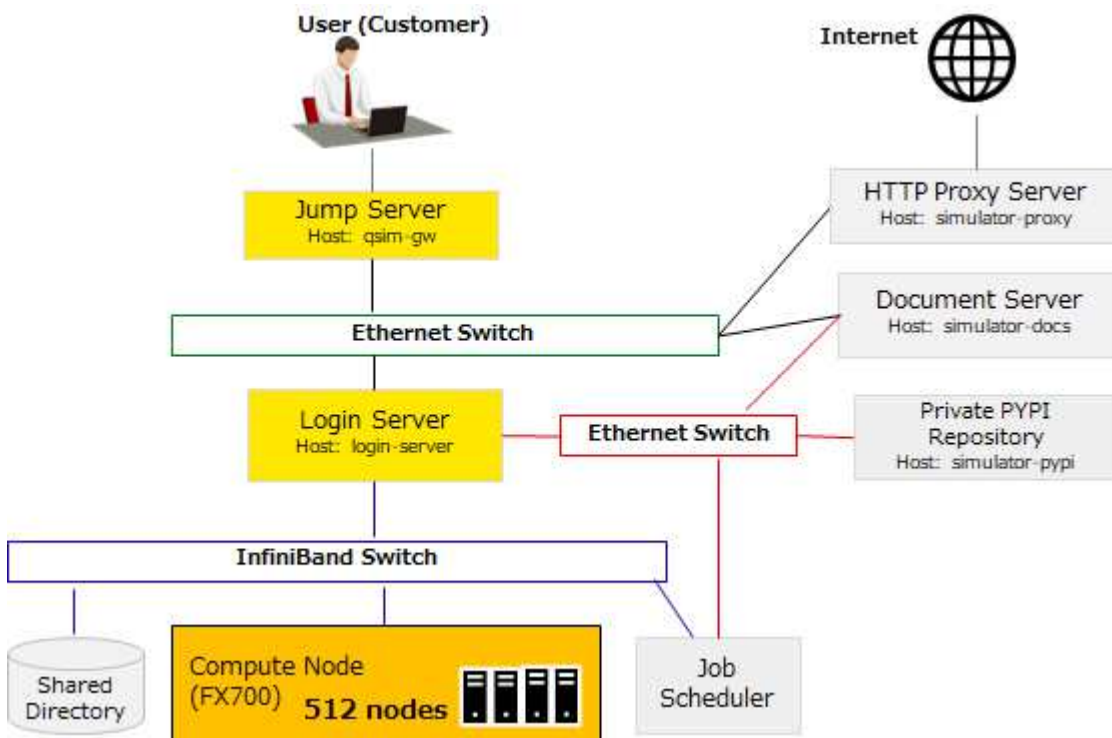 User (Customer)
Internet
Jump Server
Host: qsim-gw
HTTP Proxy Server
Host: simulator-proxy
Document Server
Host: simulator-docs
Ethernet Switch
Login Server
Host: login-server
Ethernet Switch
Private PYPI
Repository
Host: simulator-pypi
InfiniBand Switch
Shared
Directory
Compute Node
(FX700)
512 nodes
Job
Scheduler